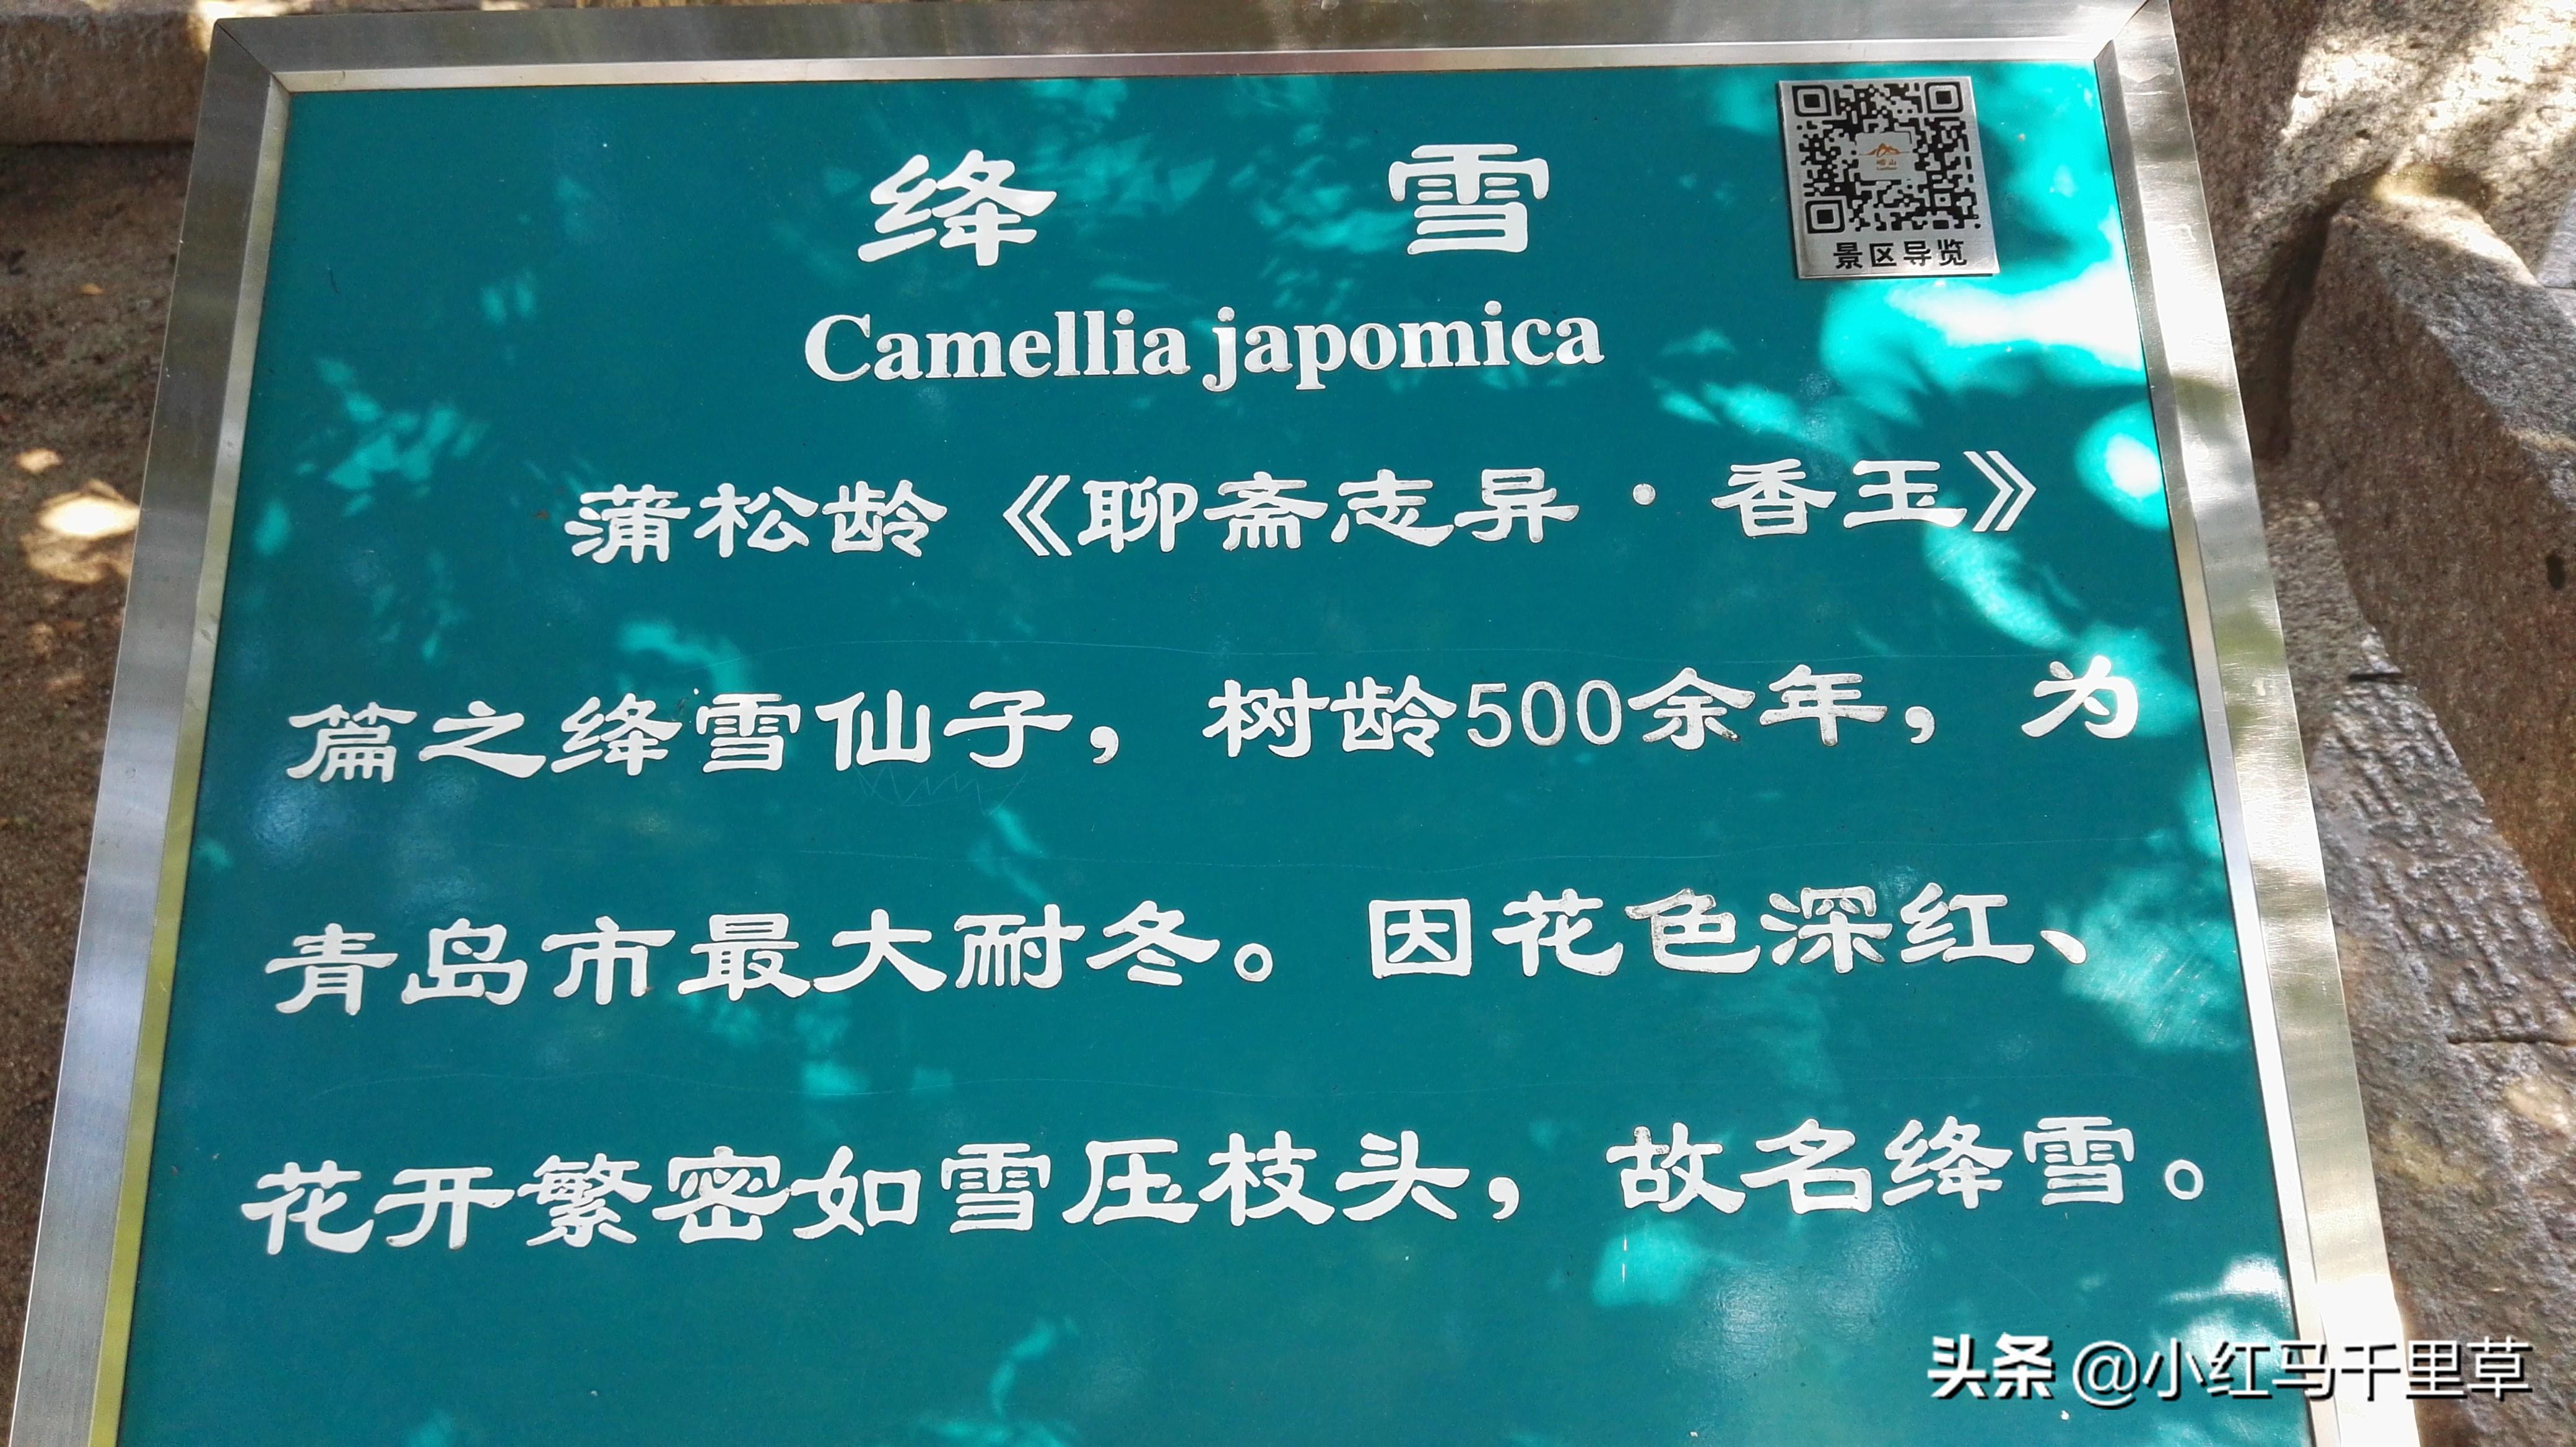 绛雪
景区导览
Camellia japomica
蒲松龄《聊斋志异·香玉》
篇之绛雪仙子，树龄500余年，为
青岛市最大耐冬。因花色深红、
花开繁密如雪压枝头，故名绛雪。
头条 @小红马千里草